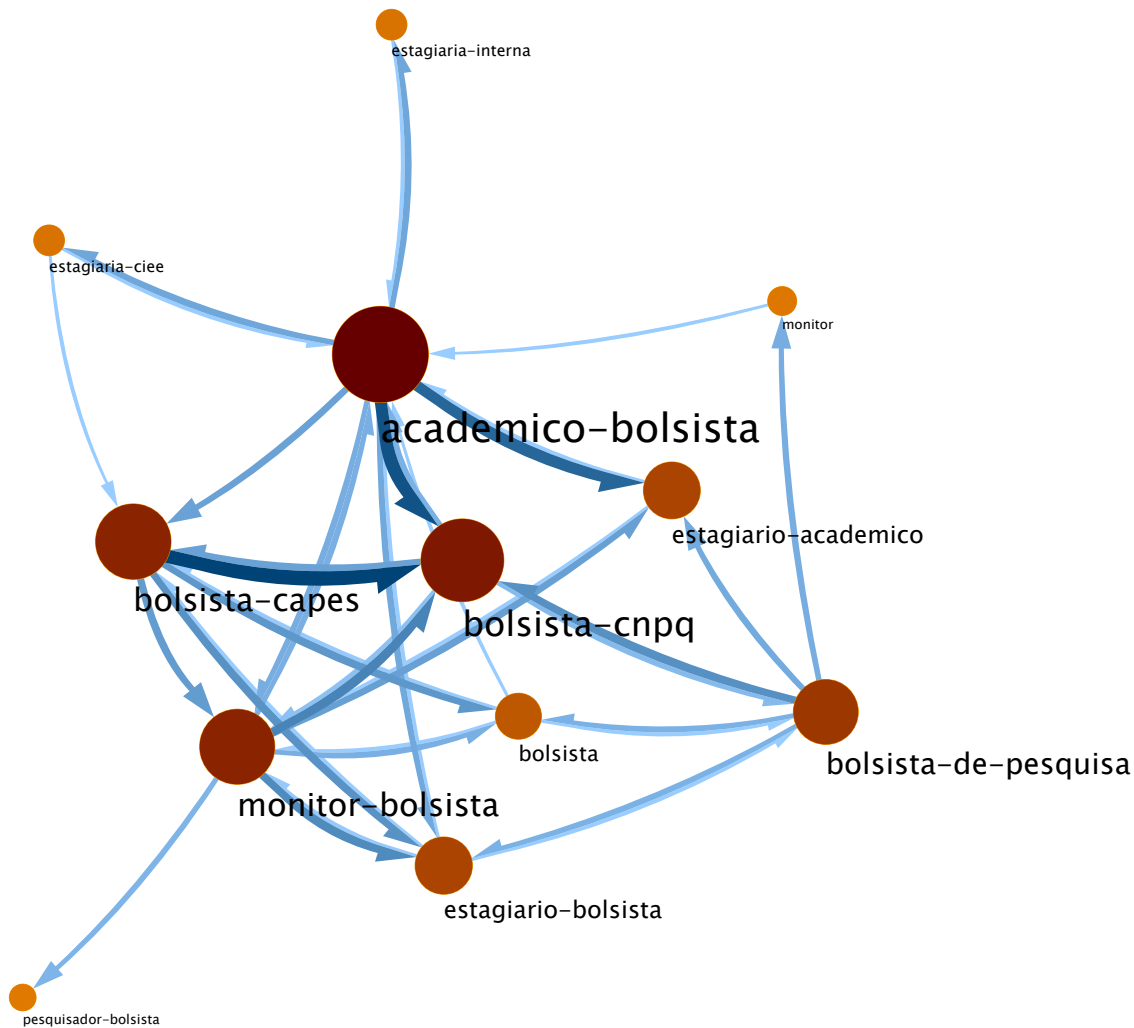 estagiaria-interna
estagiaria-ciee
monitor
academico-bolsista
estagiario-academico
bolsista-capes
bolsista-cnpq
bolsista
bolsista-de-pesquisa
monitor-bolsista
estagiario-bolsista
pesquisador-bolsista